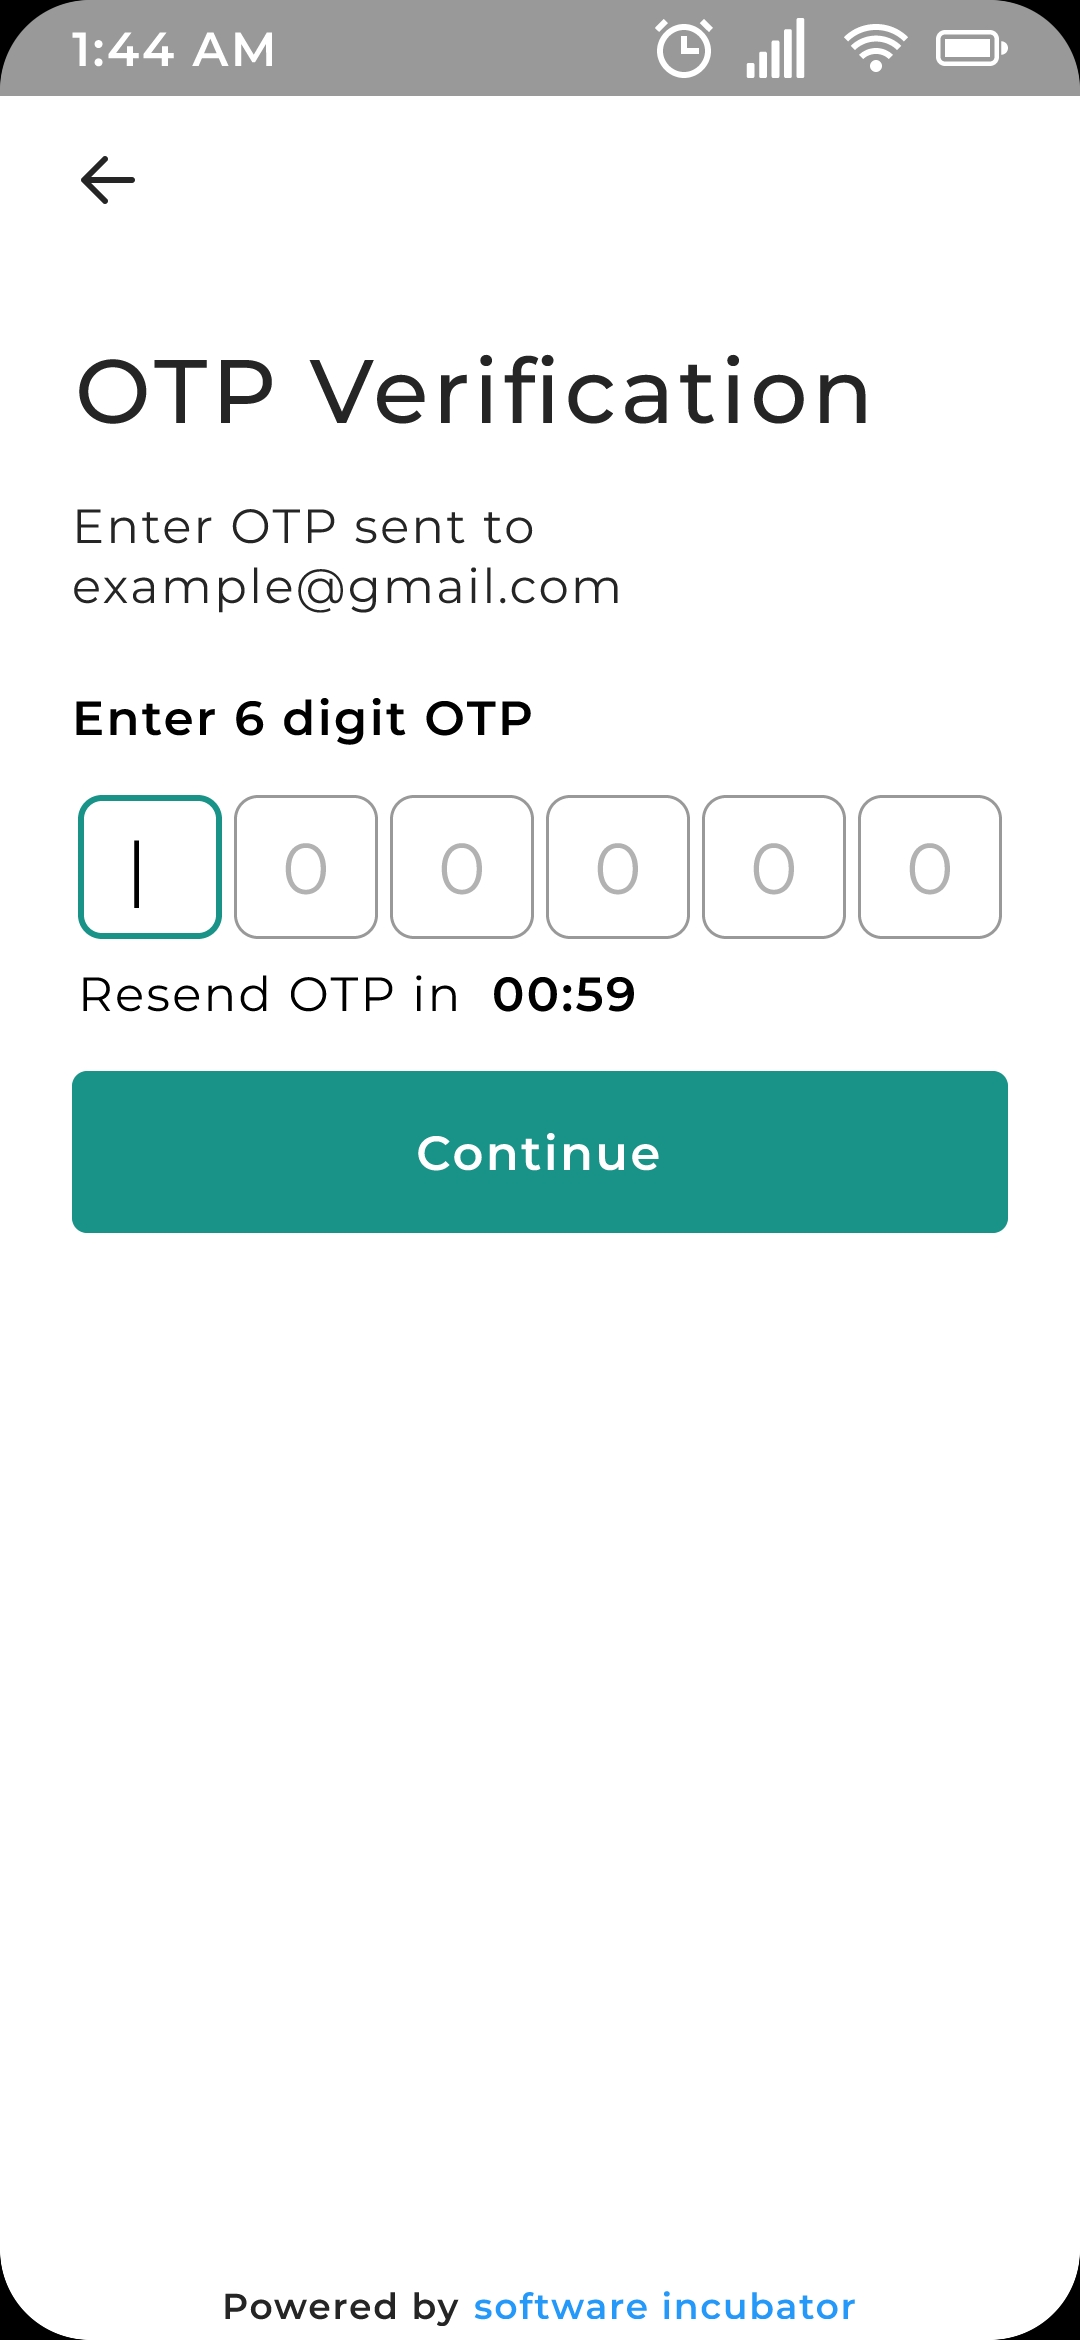 1:44 AM
OTP Verification
Enter OTP sent to
example@gmail.com
Enter 6 digit OTP
0 0 0 0 0
Resend OTP in 00:59
Continue
Powered by software incubator